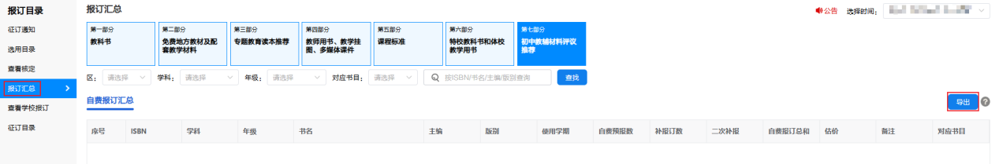 报订目录
征订通知
选用目录
查看核定
报订汇总
查看学校报订
征订目录
报订汇总
公告 选择时间：
第一部分
教科书
第二部分
免费地方教材及配
套教学材料
第三部分
专题教育读本推荐
第四部分
教师用书、教学挂
图、多媒体课件
第五部分
课程标准
第六部分
特校教科书和体校
教学用书
第七部分
初中教辅材料评议
推荐
区： 请选择 学科： 请选择 年级： 请选择 对应书目： 请选择 按ISBN/书名/主编/版别查询 查找
自费报订汇总
导出
序号 ISBN 学科 年级 书名 主编 版别 使用学期 自费预报数 补报订数 二次补报 自费报订总和 估价 备注 对应书目